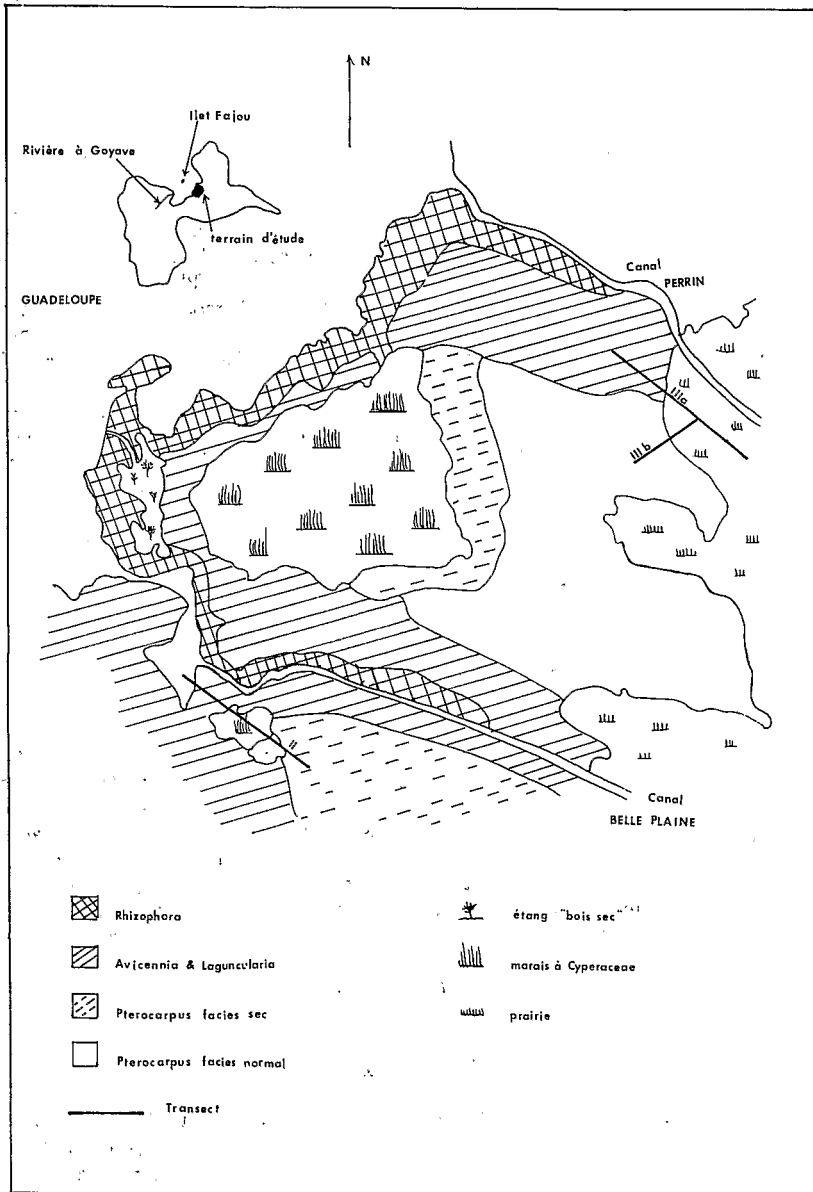 N
Ilet Fajou
Rivière à Goyave
terrain d'étude
GUADELOUPE
Canal
PERRIN
IIIa
III b
II
Canal
BELLE PLAINE
Rhizophora
étang "bois sec"
Avicennia & Laguncularia
marais à Cyperaceae
Pterocarpus facies sec
prairie
Pterocarpus facies normal
Transect